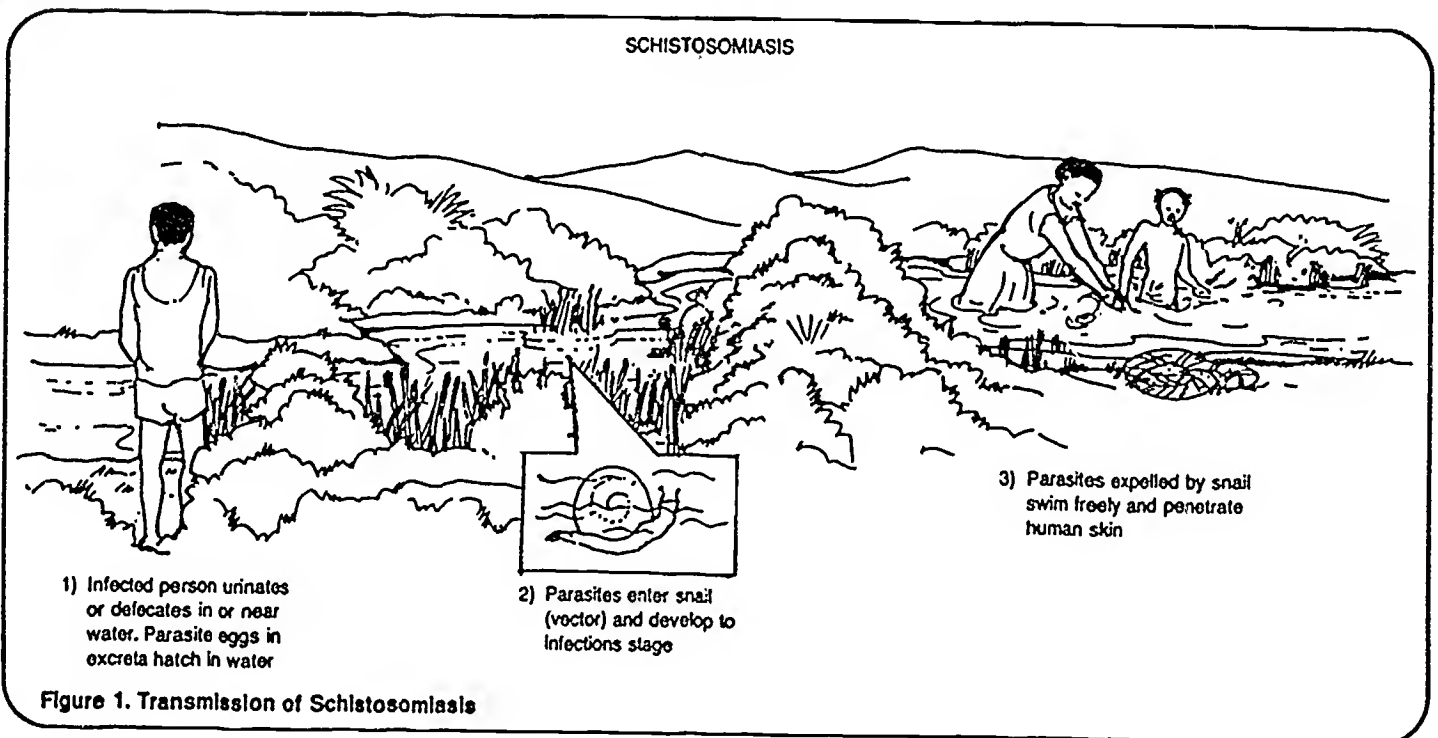 SCHISTOSOMIASIS
1) Infected person urinates
or defecates in or near
water. Parasite eggs in
excreta hatch in water
2) Parasites enter snail
(vector) and develop to
infections stage
3) Parasites expelled by snail
swim freely and penetrate
human skin
Figure 1. Transmission of Schistosomiasis